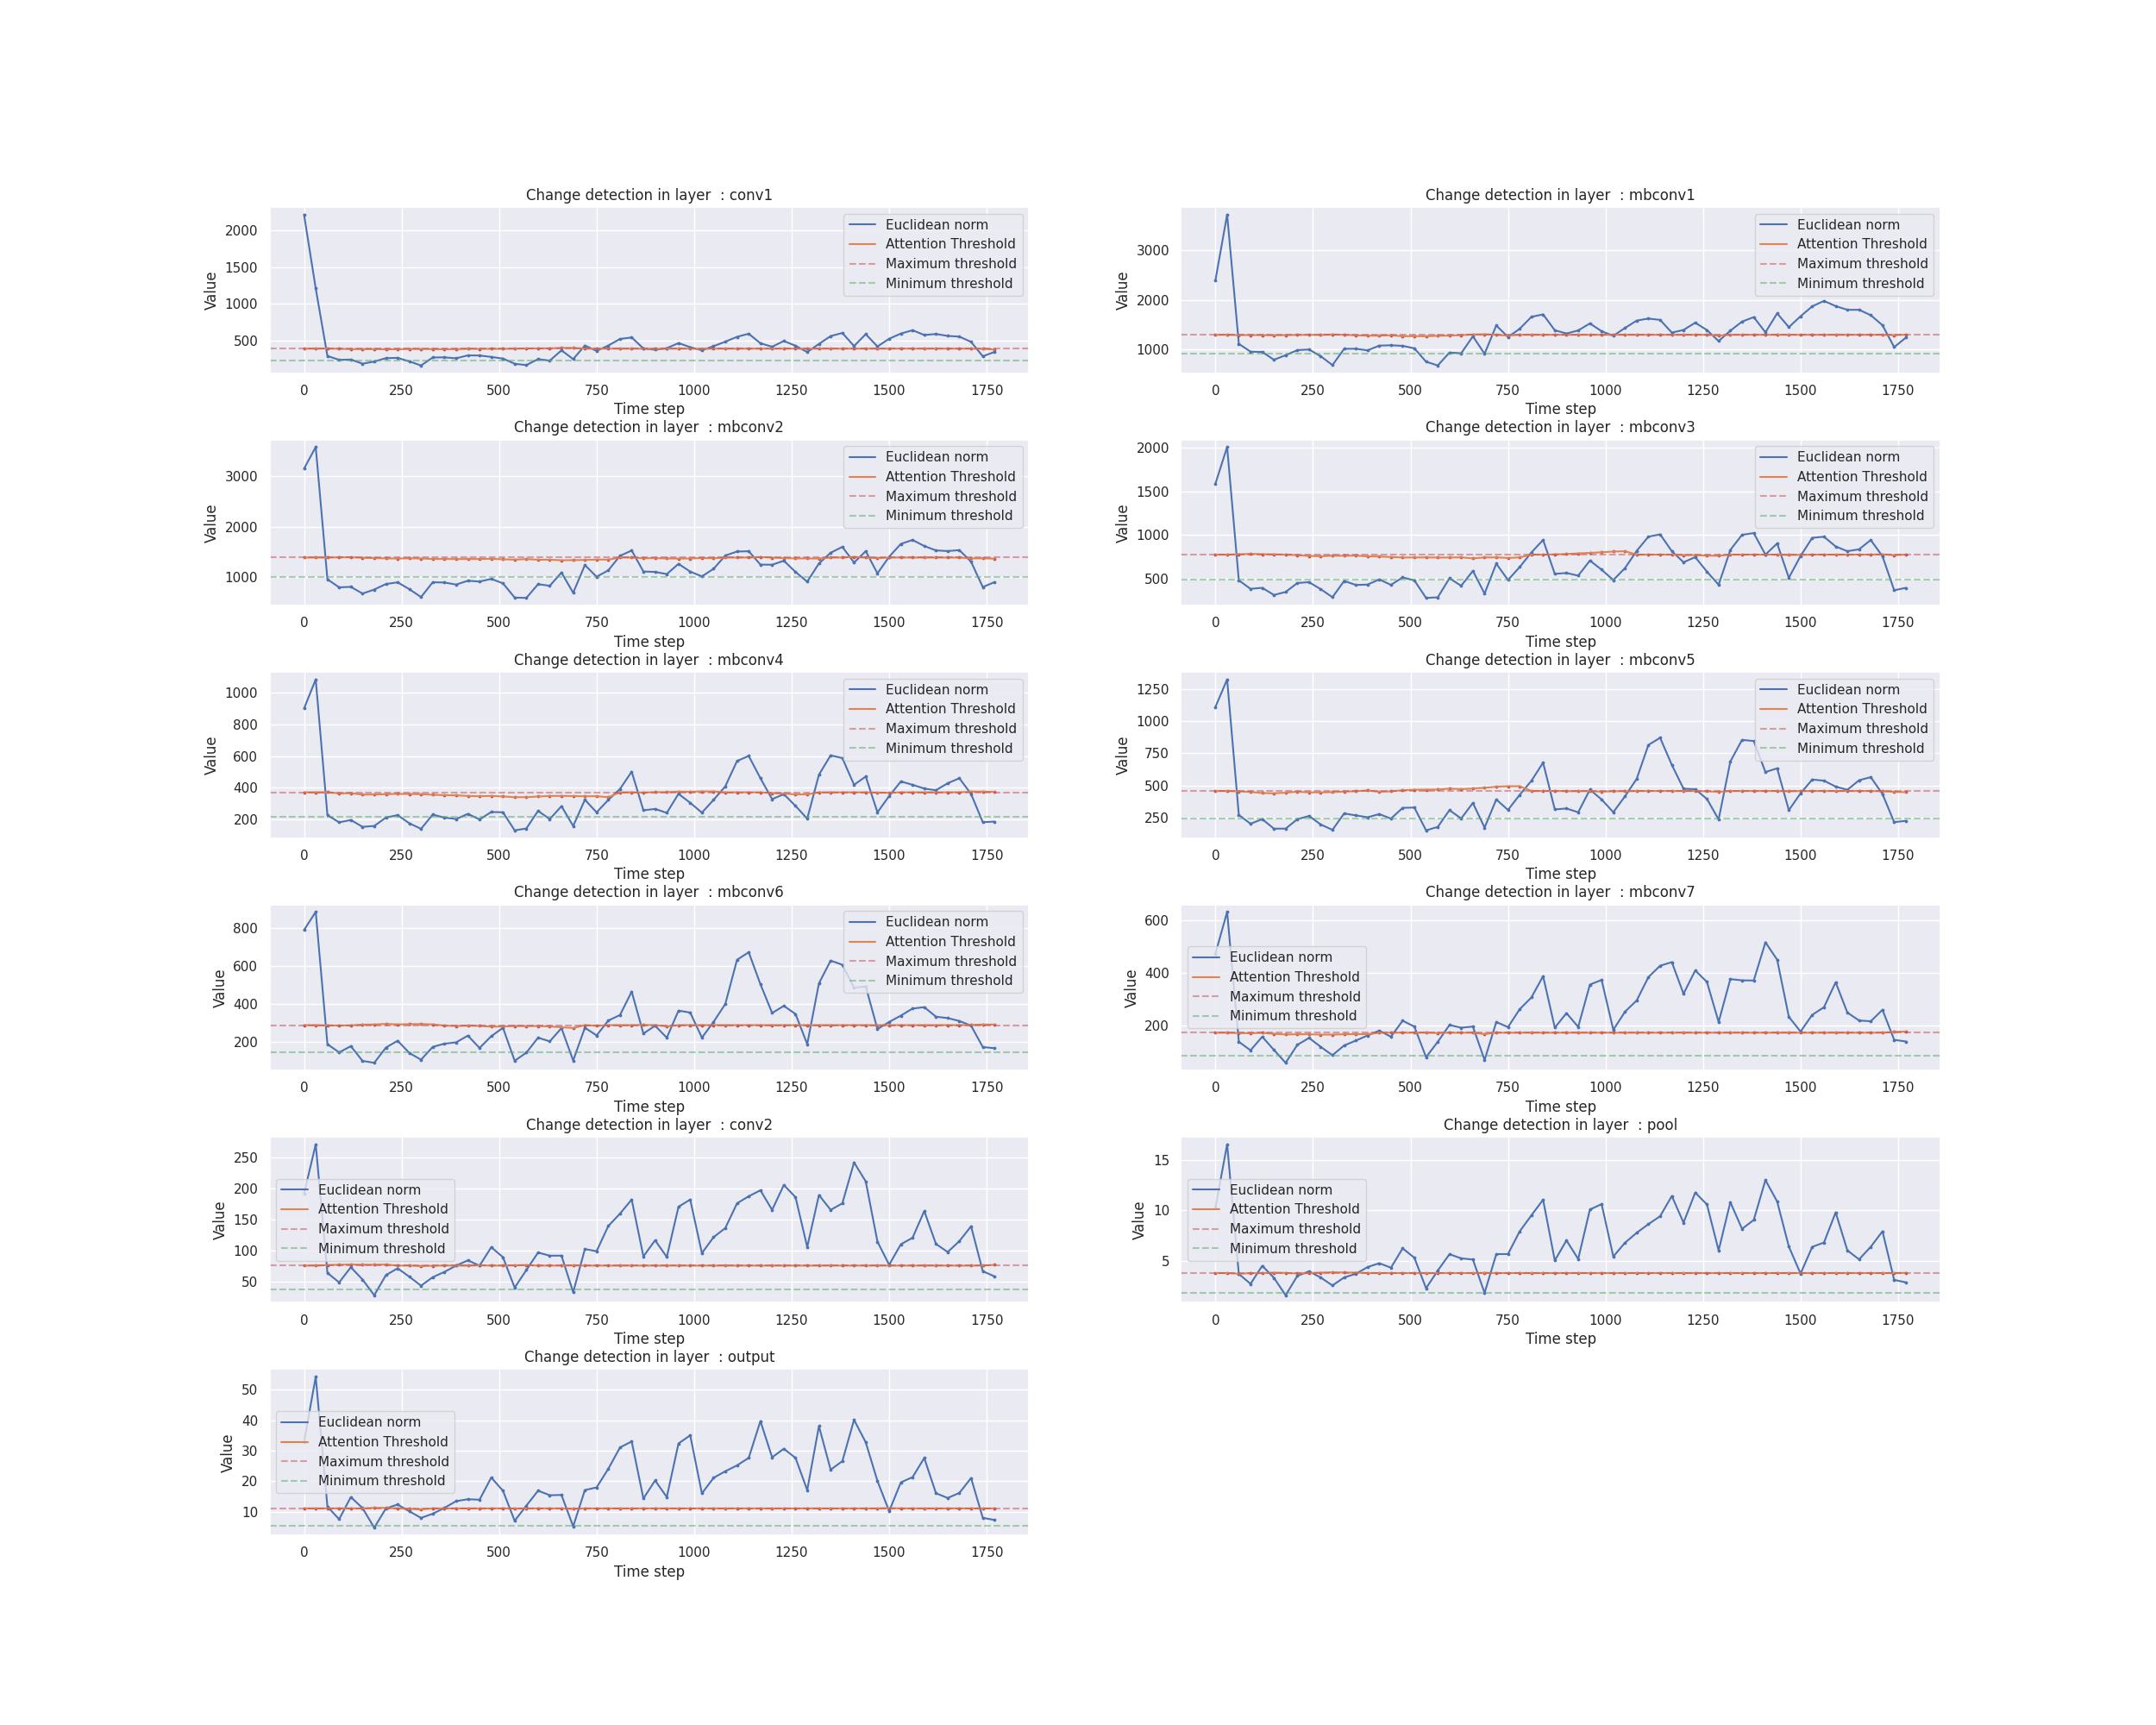 Change detection in layer  : conv1
Value
2000
1500
1000
500
Euclidean norm
Attention Threshold
Maximum threshold
Minimum threshold
0 250 500 750 1000 1250 1500 1750
Time step
Change detection in layer  : mbconv1
Value
3000
2000
1000
Euclidean norm
Attention Threshold
Maximum threshold
Minimum threshold
0 250 500 750 1000 1250 1500 1750
Time step
Change detection in layer  : mbconv2
Value
3000
2000
1000
Euclidean norm
Attention Threshold
Maximum threshold
Minimum threshold
0 250 500 750 1000 1250 1500 1750
Time step
Change detection in layer  : mbconv3
Value
2000
1500
1000
500
Euclidean norm
Attention Threshold
Maximum threshold
Minimum threshold
0 250 500 750 1000 1250 1500 1750
Time step
Change detection in layer  : mbconv4
Value
1000
800
600
400
200
Euclidean norm
Attention Threshold
Maximum threshold
Minimum threshold
0 250 500 750 1000 1250 1500 1750
Time step
Change detection in layer  : mbconv5
Value
1250
1000
750
500
250
Euclidean norm
Attention Threshold
Maximum threshold
Minimum threshold
0 250 500 750 1000 1250 1500 1750
Time step
Change detection in layer  : mbconv6
Value
800
600
400
200
Euclidean norm
Attention Threshold
Maximum threshold
Minimum threshold
0 250 500 750 1000 1250 1500 1750
Time step
Change detection in layer  : mbconv7
Value
600
400
200
Euclidean norm
Attention Threshold
Maximum threshold
Minimum threshold
0 250 500 750 1000 1250 1500 1750
Time step
Change detection in layer  : conv2
Value
250
200
150
100
50
Euclidean norm
Attention Threshold
Maximum threshold
Minimum threshold
0 250 500 750 1000 1250 1500 1750
Time step
Change detection in layer  : pool
Value
15
10
5
Euclidean norm
Attention Threshold
Maximum threshold
Minimum threshold
0 250 500 750 1000 1250 1500 1750
Time step
Change detection in layer  : output
Value
50
40
30
20
10
Euclidean norm
Attention Threshold
Maximum threshold
Minimum threshold
0 250 500 750 1000 1250 1500 1750
Time step